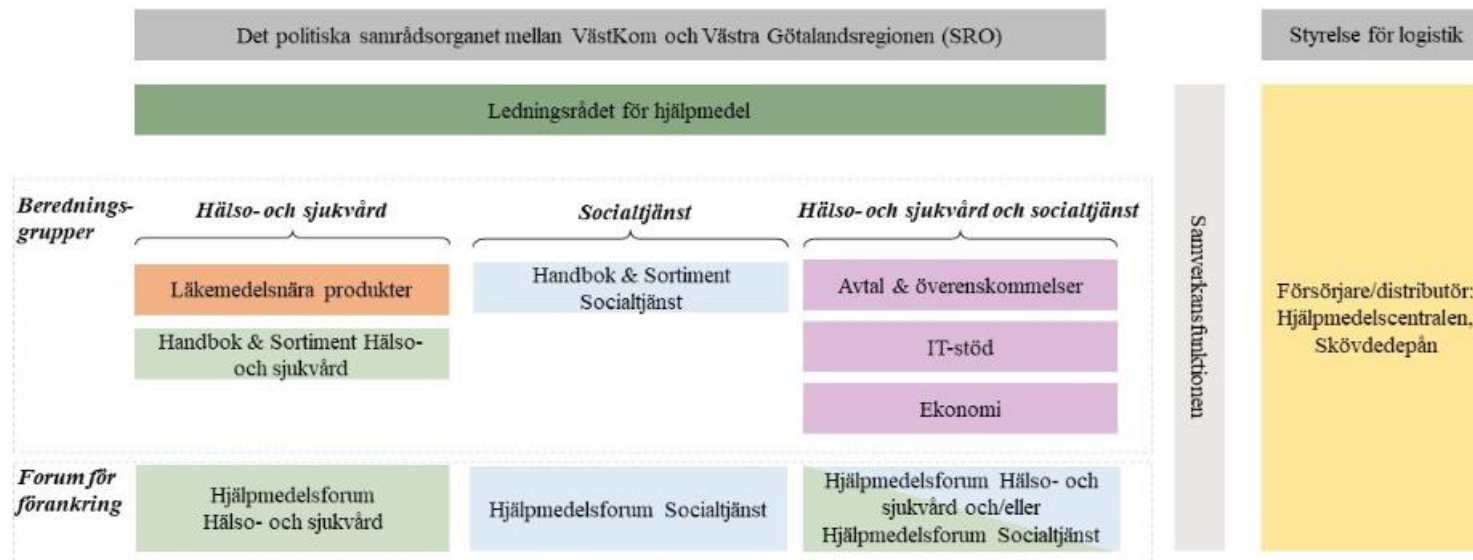 Det politiska samrådsorganet mellan VästKom och Västra Götalandsregionen (SRO)
Styrelse för logistik
Ledningsrådet för hjälpmedel
Berednings-
grupper
Hälso- och sjukvård
Socialtjänst
Hälso- och sjukvård och socialtjänst
Läkemedelsnära produkter
Handbok & Sortiment Hälso-
och sjukvård
Handbok & Sortiment
Socialtjänst
Avtal & överenskommelser
IT-stöd
Ekonomi
Samverkansfunktionen
Försörjare/distributör:
Hjälpmedelscentralen,
Skövdedepån
Forum för
förankring
Hjälpmedelsforum
Hälso- och sjukvård
Hjälpmedelsforum Socialtjänst
Hjälpmedelsforum Hälso- och
sjukvård och/eller
Hjälpmedelsforum Socialtjänst